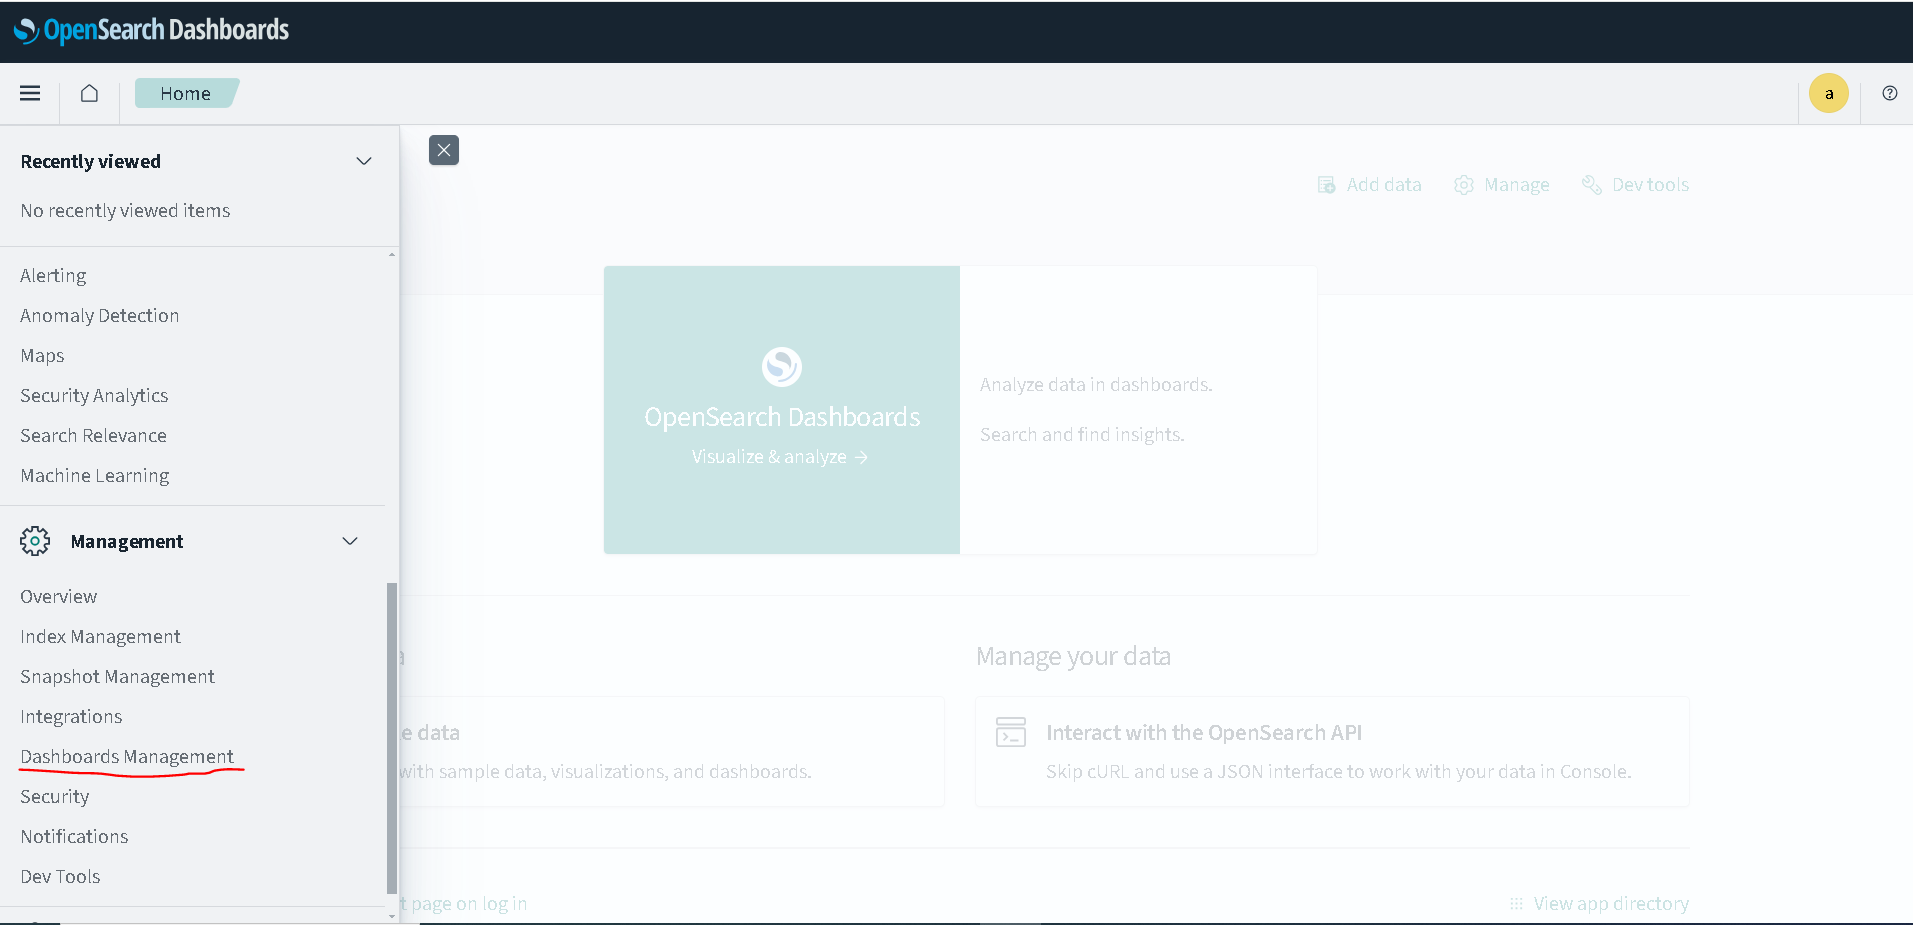 OpenSearch Dashboards
Home
a
Recently viewed
No recently viewed items
Alerting
Anomaly Detection
Maps
Security Analytics
Search Relevance
Machine Learning
Management
Overview
Index Management
Snapshot Management
Integrations
Dashboards Management
Security
Notifications
Dev Tools
Add data
Manage
Dev tools
OpenSearch Dashboards
Visualize & analyze →
Analyze data in dashboards.
Search and find insights.
a
e data
with sample data, visualizations, and dashboards.
Manage your data
Interact with the OpenSearch API
Skip cURL and use a JSON interface to work with your data in Console.
t page on log in
View app directory